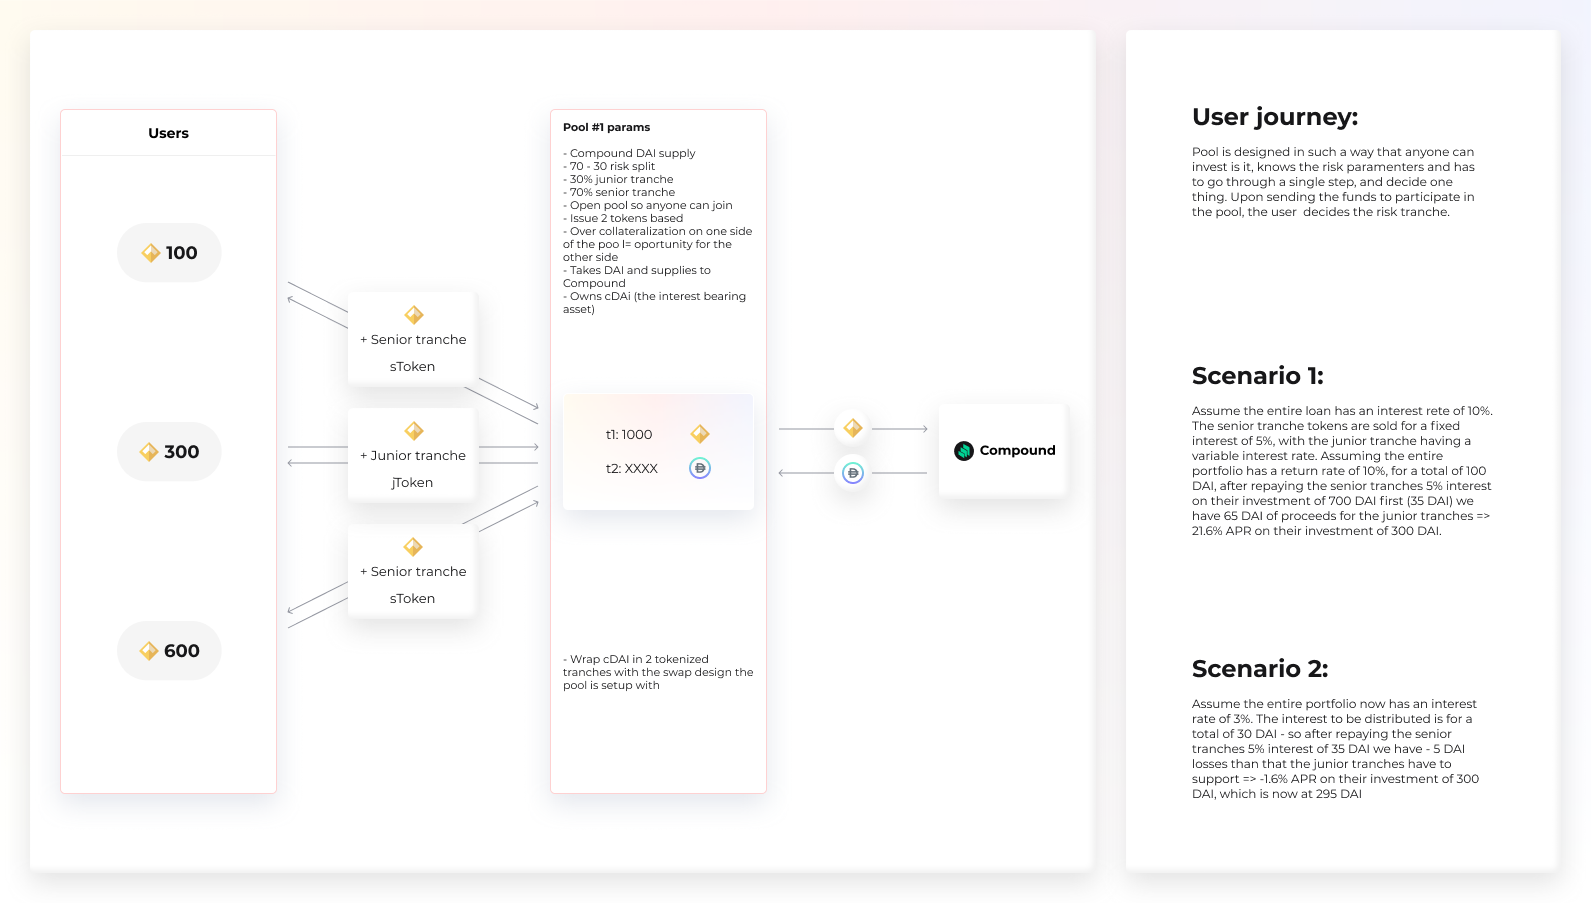 Users
100
300
600
+ Senior tranche
sToken
+ Junior tranche
jToken
+ Senior tranche
sToken
Pool #1 params
- Compound DAI supply
- 70 - 30 risk split
- 30% junior tranche
- 70% senior tranche
- Open pool so anyone can join
- Issue 2 tokens based
- Over collateralization on one side
of the poo l= oportunity for the
other side
- Takes DAI and supplies to
Compound
- Owns cDAi (the interest bearing
asset)
t1: 1000
t2: XXXX
- Wrap cDAI in 2 tokenized
tranches with the swap design the
pool is setup with
Compound
User journey:
Pool is designed in such a way that anyone can
invest is it, knows the risk paramenters and has
to go through a single step, and decide one
thing. Upon sending the funds to participate in
the pool, the user  decides the risk tranche.
Scenario 1:
Assume the entire loan has an interest rete of 10%.
The senior tranche tokens are sold for a fixed
interest of 5%, with the junior tranche having a
variable interest rate. Assuming the entire
portfolio has a return rate of 10%, for a total of 100
DAI, after repaying the senior tranches 5% interest
on their investment of 700 DAI first (35 DAI) we
have 65 DAI of proceeds for the junior tranches =>
21.6% APR on their investment of 300 DAI.
Scenario 2:
Assume the entire portfolio now has an interest
rate of 3%. The interest to be distributed is for a
total of 30 DAI - so after repaying the senior
tranches 5% interest of 35 DAI we have - 5 DAI
losses than that the junior tranches have to
support => -1.6% APR on their investment of 300
DAI, which is now at 295 DAI